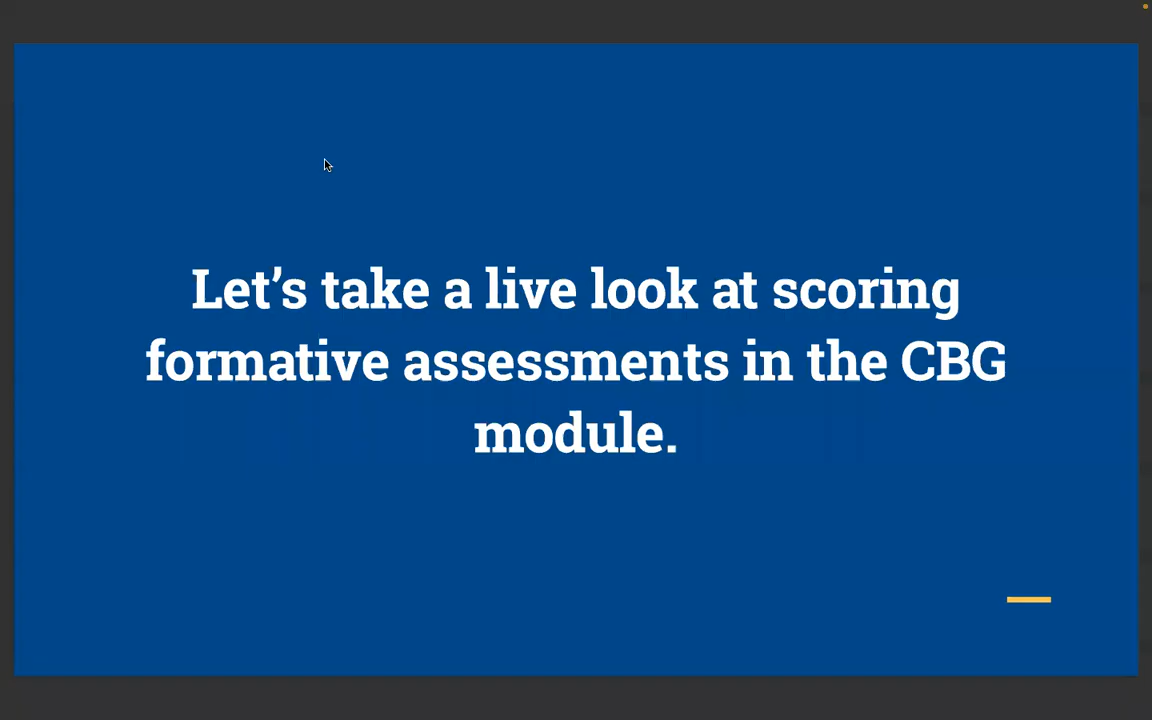 Let’s take a live look at scoring
formative assessments in the CBG
module.